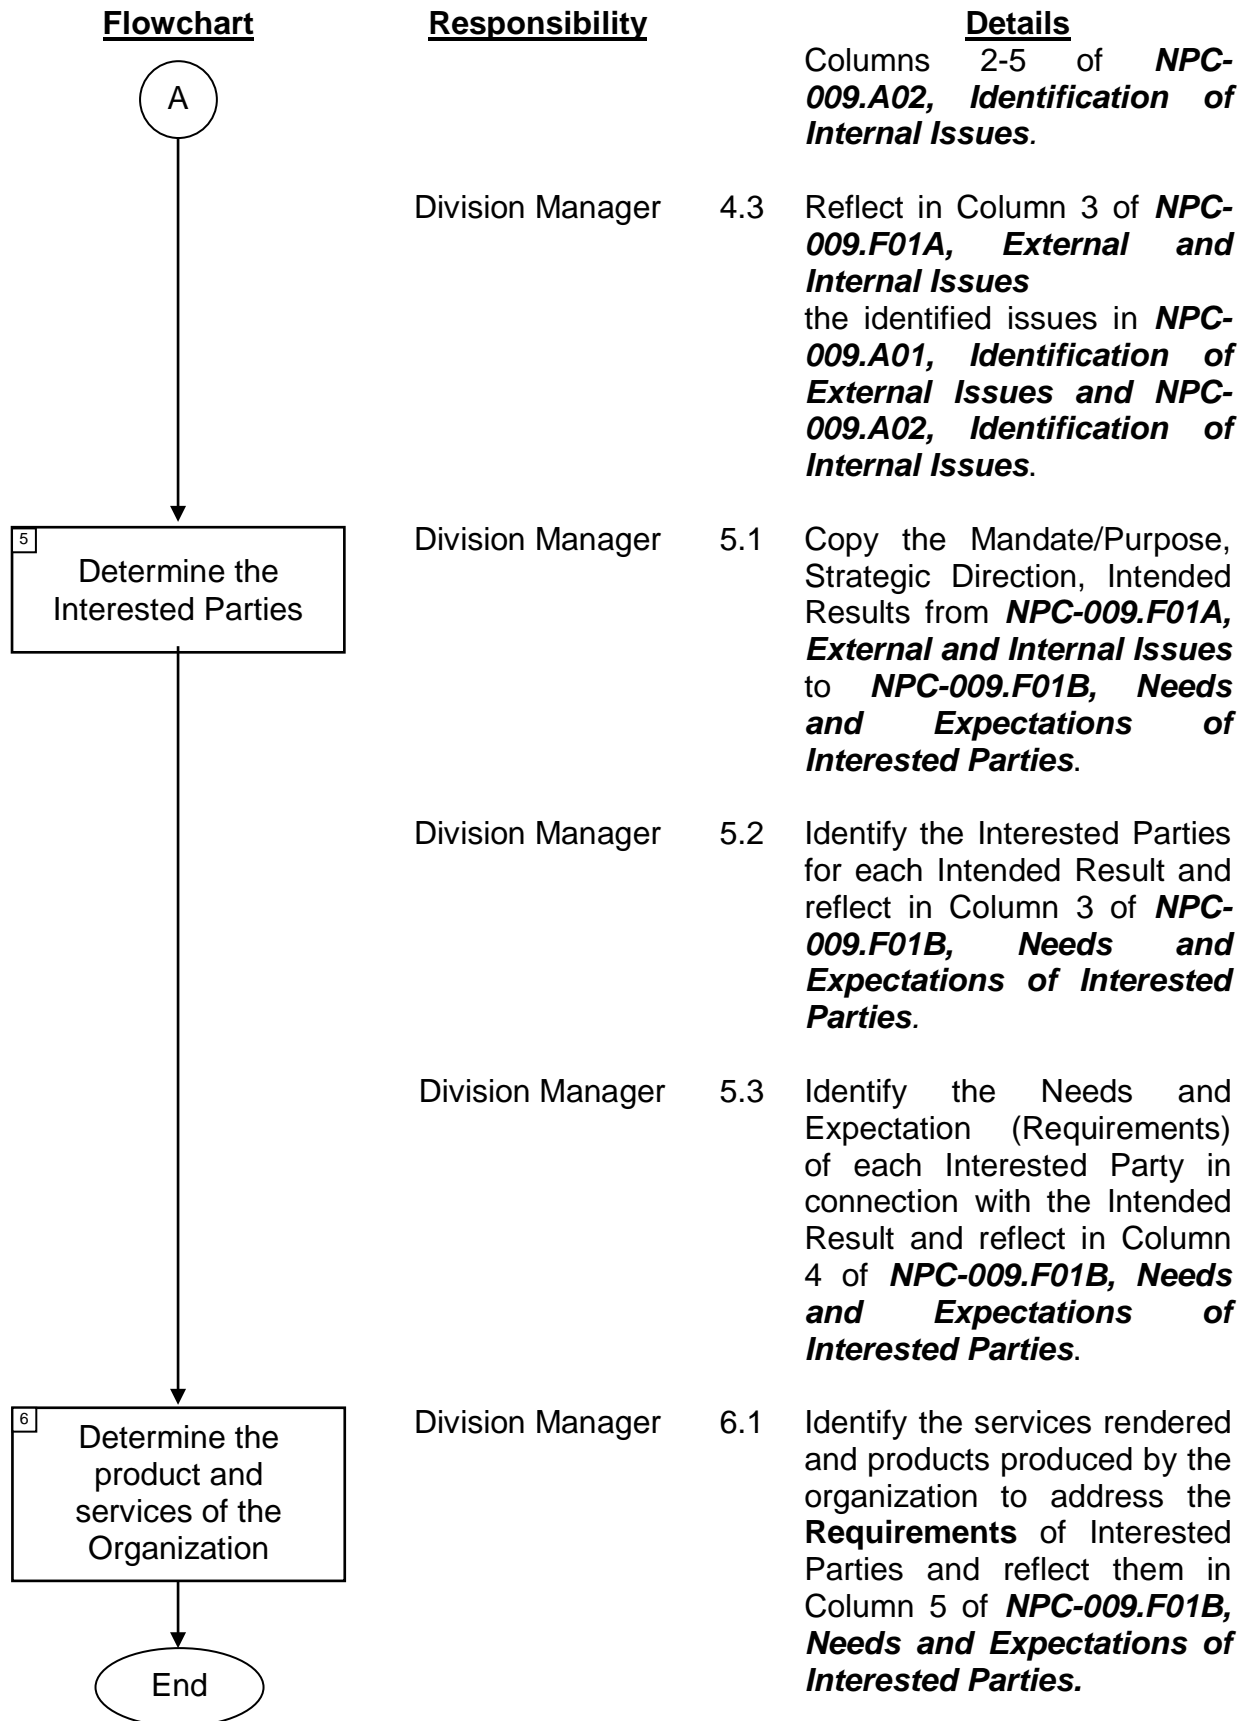 Flowchart Responsibility Details
A
Columns 2-5 of NPC-
009.A02, Identification of
Internal Issues.
Division Manager 4.3 Reflect in Column 3 of NPC-
009.F01A, External and
Internal Issues
the identified issues in NPC-
009.A01, Identification of
External Issues and NPC-
009.A02, Identification of
Internal Issues.
5
Determine the
Interested Parties
Division Manager 5.1 Copy the Mandate/Purpose,
Strategic Direction, Intended
Results from NPC-009.F01A,
External and Internal Issues
to NPC-009.F01B, Needs
and Expectations of
Interested Parties.
Division Manager 5.2 Identify the Interested Parties
for each Intended Result and
reflect in Column 3 of NPC-
009.F01B, Needs and
Expectations of Interested
Parties.
Division Manager 5.3 Identify the Needs and
Expectation (Requirements)
of each Interested Party in
connection with the Intended
Result and reflect in Column
4 of NPC-009.F01B, Needs
and Expectations of
Interested Parties.
6
Determine the
product and
services of the
Organization
Division Manager 6.1 Identify the services rendered
and products produced by the
organization to address the
Requirements of Interested
Parties and reflect them in
Column 5 of NPC-009.F01B,
Needs and Expectations of
Interested Parties.
End